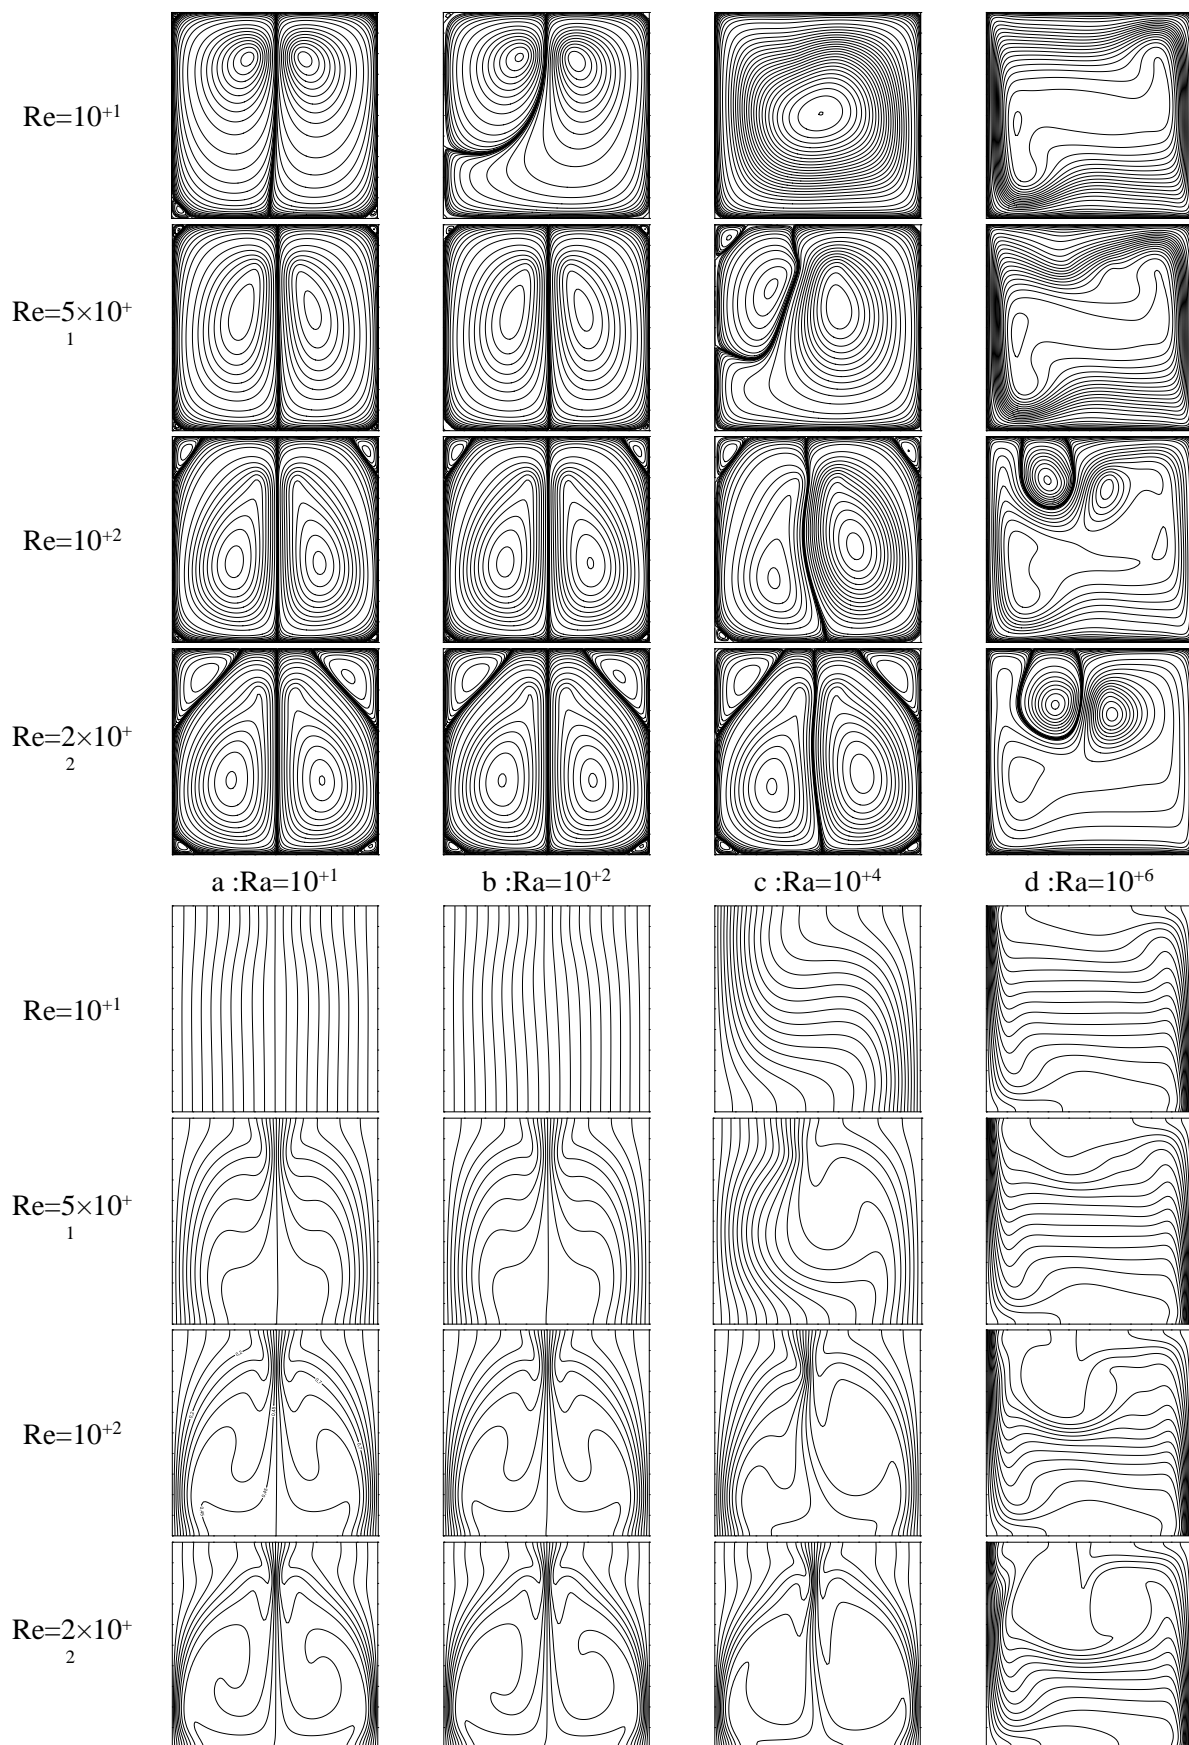 Re=10+1
Re=5×10+
1
Re=10+2
Re=2×10+
2
a :Ra=10+1 b :Ra=10+2 c :Ra=10+4 d :Ra=10+6
Re=10+1
Re=5×10+
1
Re=10+2
Re=2×10+
2